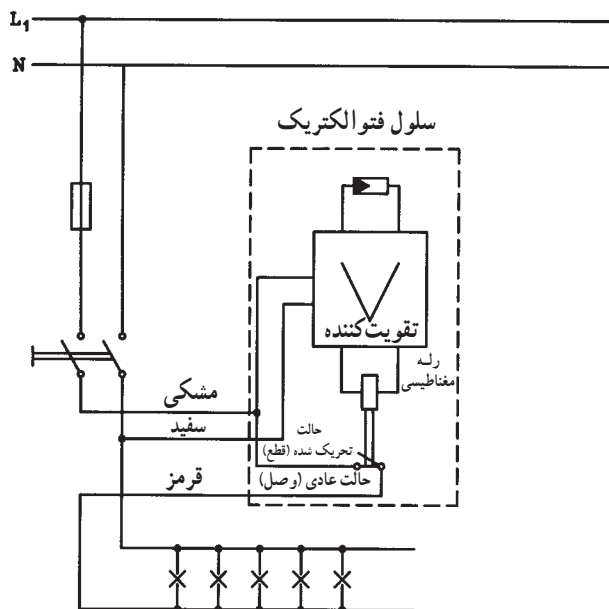 L1
N
سلول فتوالکتریک
تقویت‌کننده
رله
مغناطیسی
مشکی
سفید
حالت
تحریک شده (قطع)
حالت عادی (وصل)
قرمز